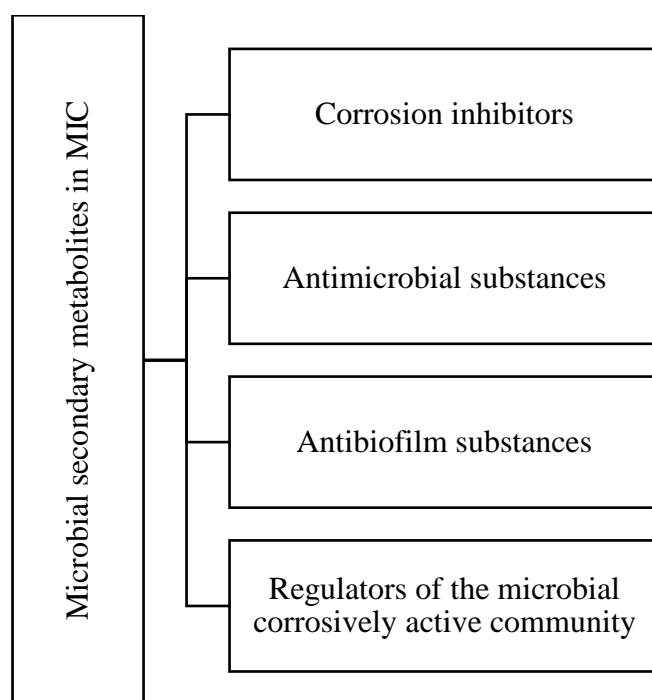 Microbial secondary metabolites in MIC
Corrosion inhibitors
Antimicrobial substances
Antibiofilm substances
Regulators of the microbial
corrosively active community